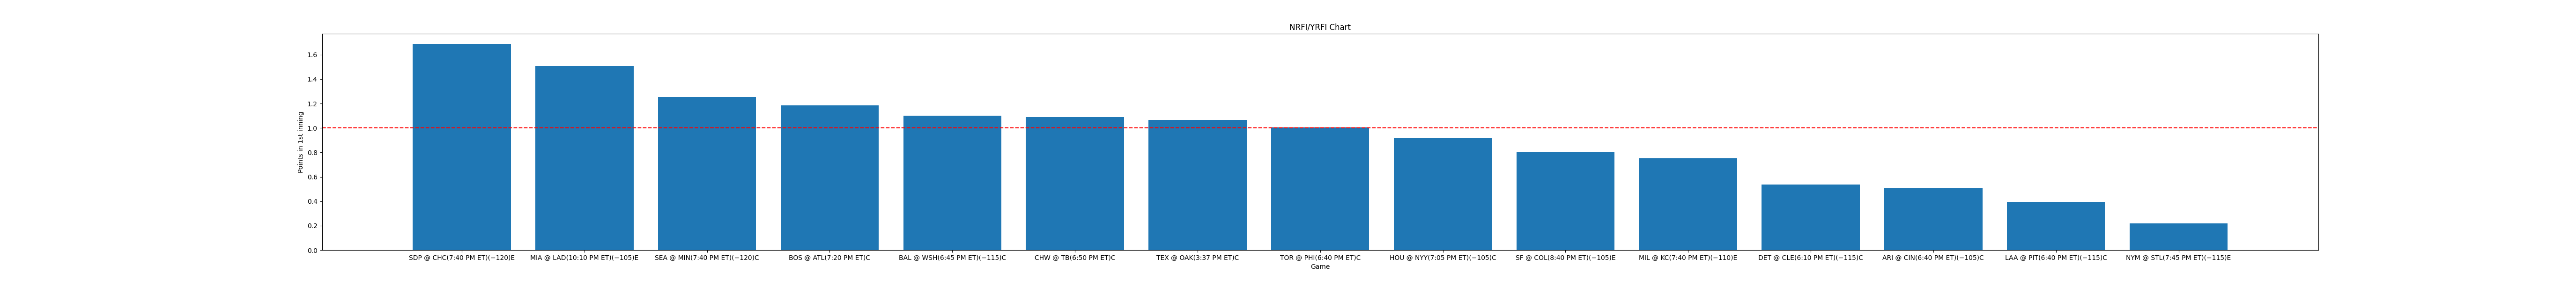 NRFI/YRFI Chart
Points in 1st inning
1.6
1.4
1.2
1.0
0.8
0.6
0.4
0.2
0.0
SDP @ CHC(7:40 PM ET)(−120)E
MIA @ LAD(10:10 PM ET)(−105)E
SEA @ MIN(7:40 PM ET)(−120)C
BOS @ ATL(7:20 PM ET)C
BAL @ WSH(6:45 PM ET)(−115)C
CHW @ TB(6:50 PM ET)C
TEX @ OAK(3:37 PM ET)C
TOR @ PHI(6:40 PM ET)C
HOU @ NYY(7:05 PM ET)(−105)C
SF @ COL(8:40 PM ET)(−105)E
MIL @ KC(7:40 PM ET)(−110)E
DET @ CLE(6:10 PM ET)(−115)C
ARI @ CIN(6:40 PM ET)(−105)C
LAA @ PIT(6:40 PM ET)(−115)C
NYM @ STL(7:45 PM ET)(−115)E
Game